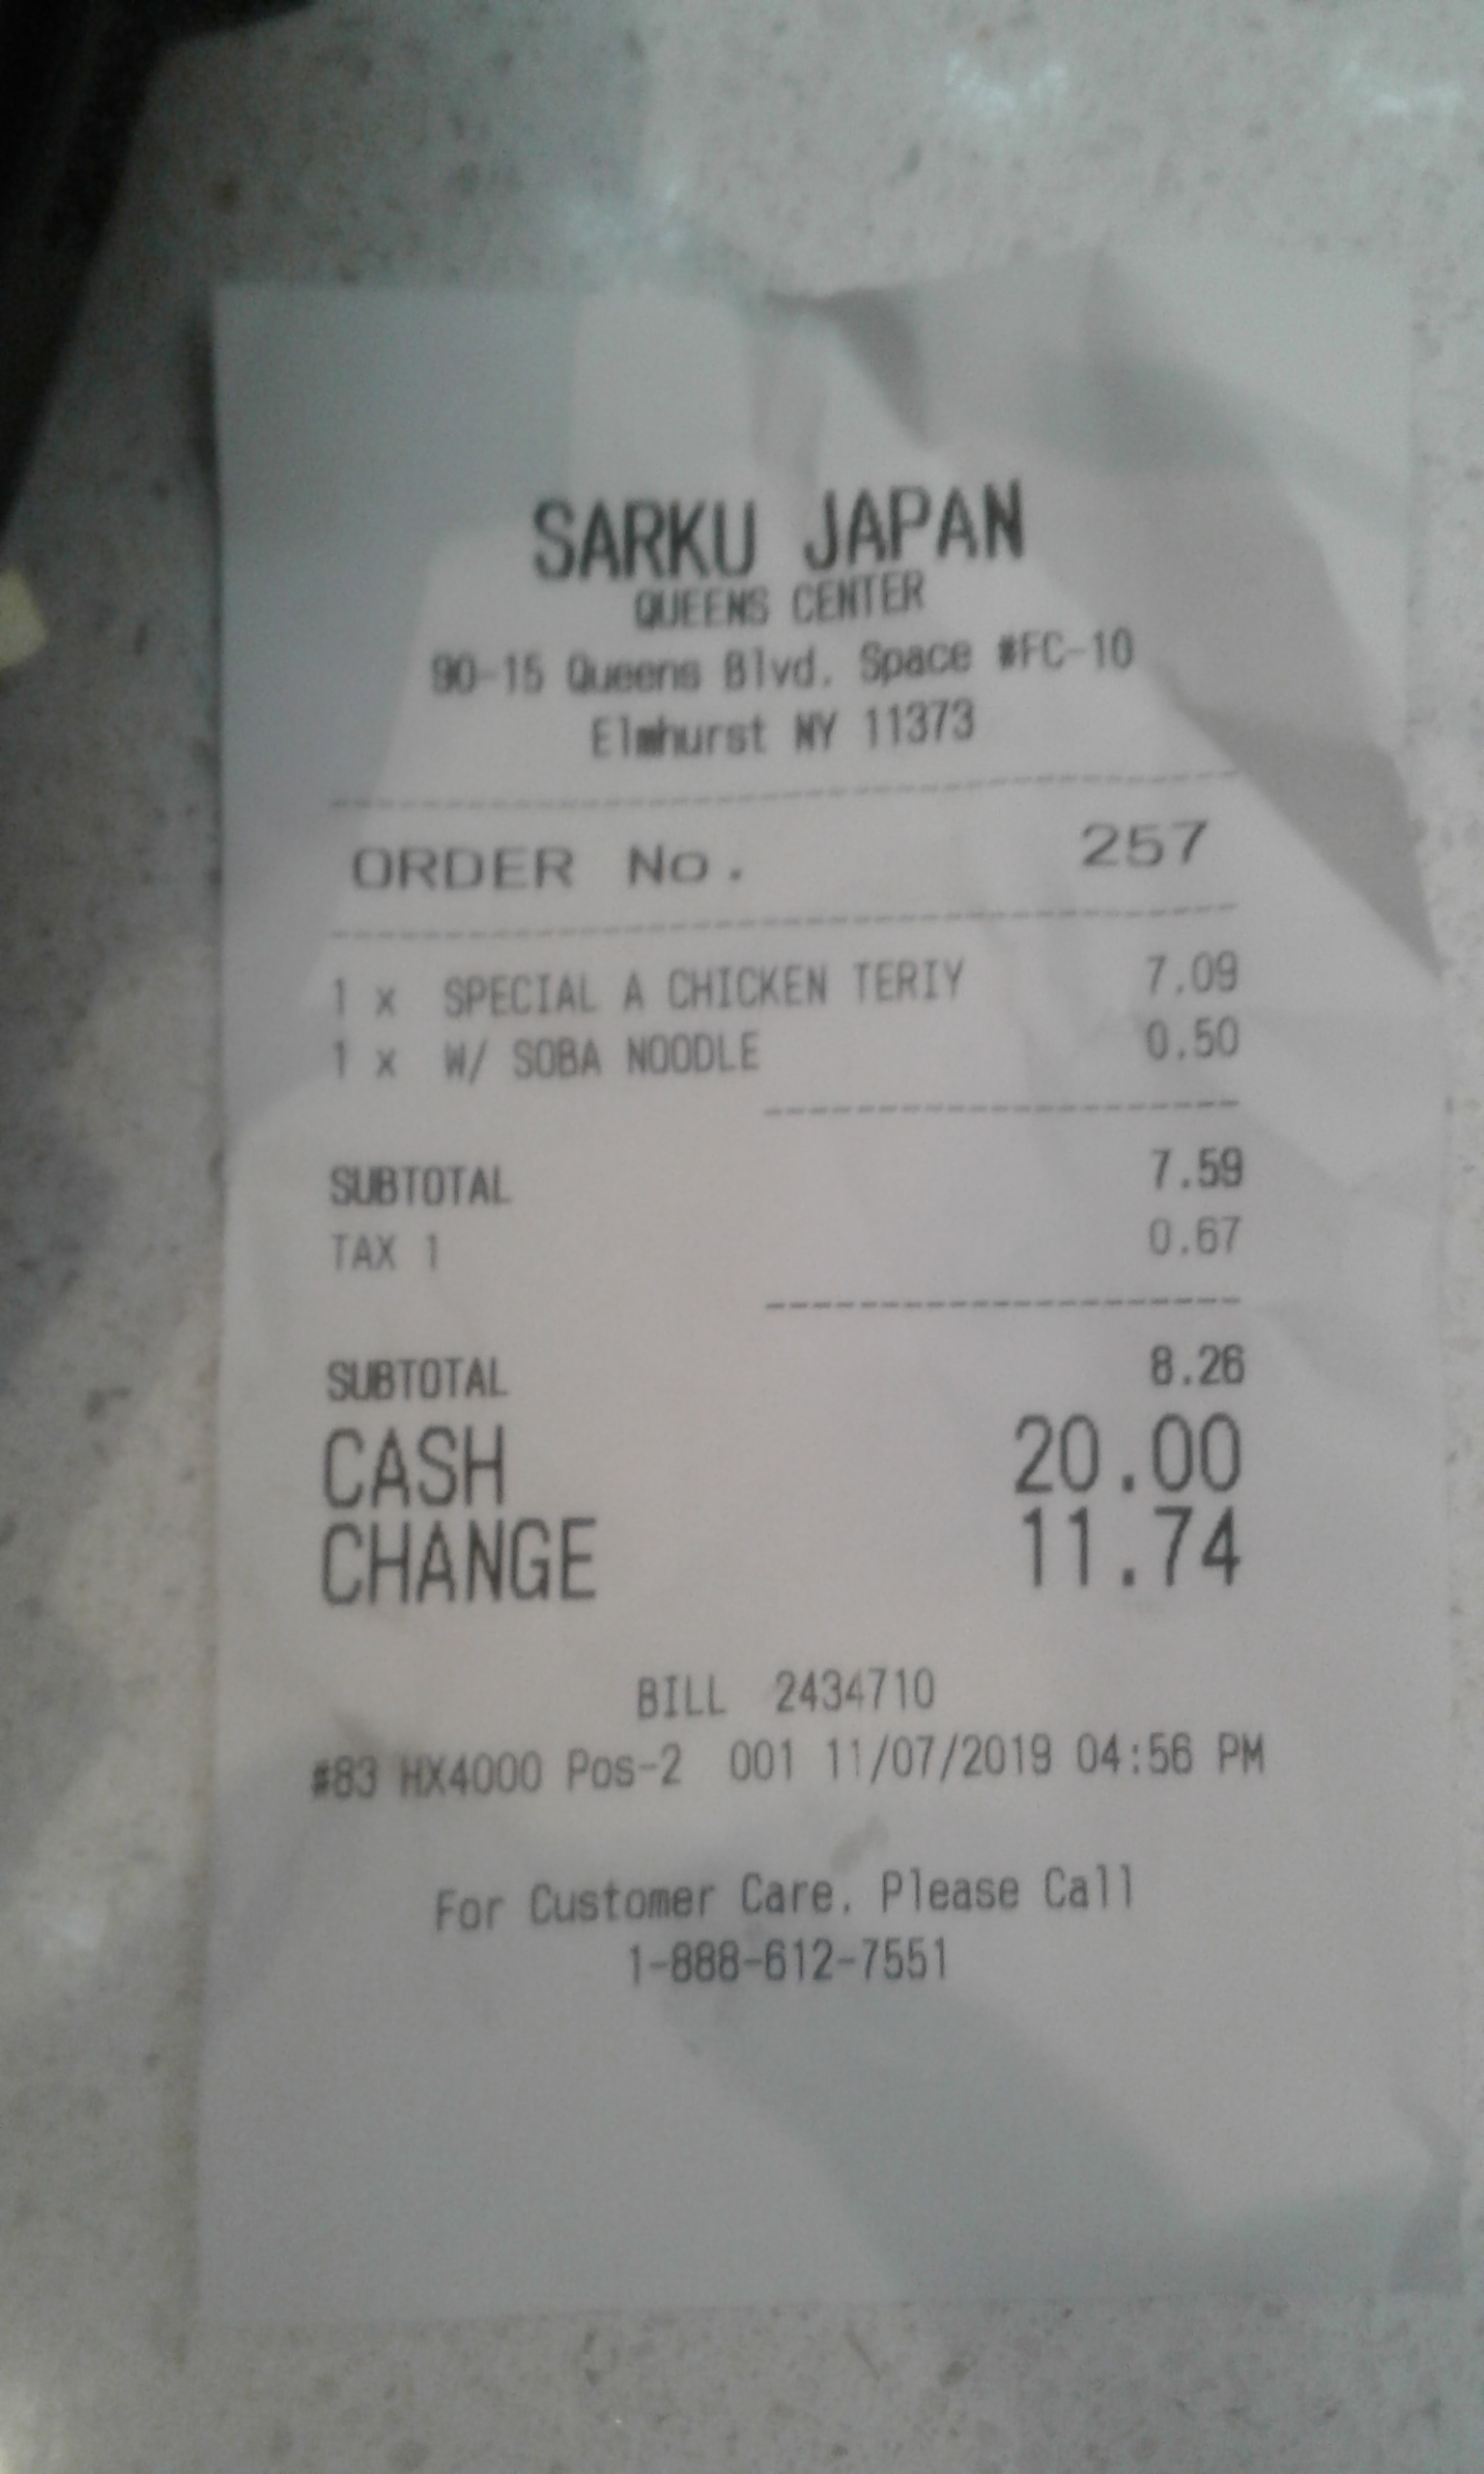 SARKU JAPAN
QUEENS CENTER
90-15 Queens Blvd. Space #FC-10
Elmhurst NY 11373
ORDER No. 257
1 x SPECIAL A CHICKEN TERIY 7.09
1 x W/ SOBA NOODLE 0.50
SUBTOTAL 7.59
TAX 1 0.67
SUBTOTAL 8.26
CASH 20.00
CHANGE 11.74
BILL 2434710
#83 HX4000 Pos-2 001 11/07/2019 04:56 PM
For Customer Care. Please Call
1-888-612-7551